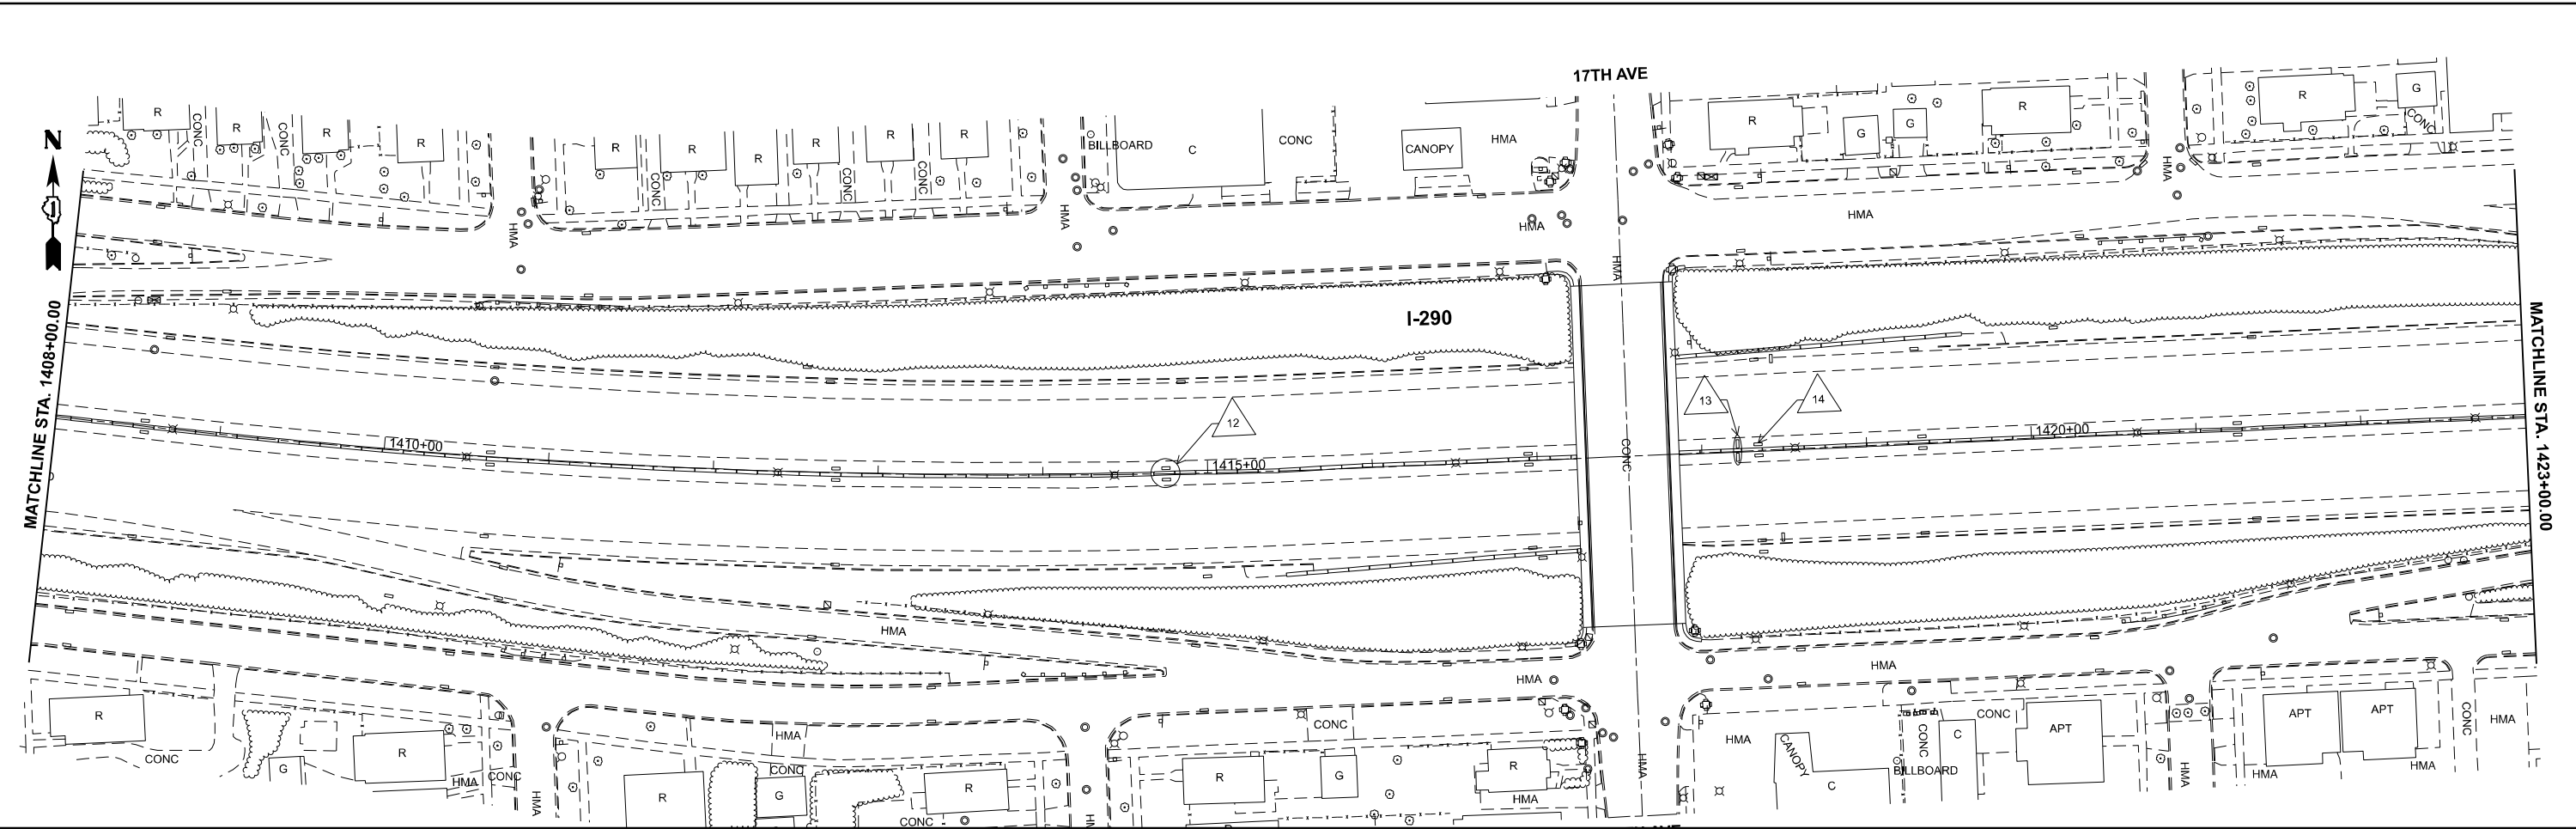 17TH AVE
R
R
R
R
R
R
R
R
R
R
CONC
CONC
CONC
CONC
CONC
BILLBOARD
C
CONC
CANOPY
HMA
R
G
G
R
R
G
CONC
N
HMA
HMA
HMA
HMA
HMA
HMA
I-290
MATCHLINE STA. 1408+00.00
MATCHLINE STA. 1423+00.00
12
13
14
1410+00
1415+00
1420+00
CONC
HMA
HMA
HMA
R
CONC
G
R
HMA
CONC
HMA
R
HMA
CONC
G
R
CONC
CONC
R
G
R
HMA
HMA
HMA
CANOPY
C
CONC
C
CONC
BILLBOARD
APT
HMA
APT
APT
HMA
CONC
HMA
HMA